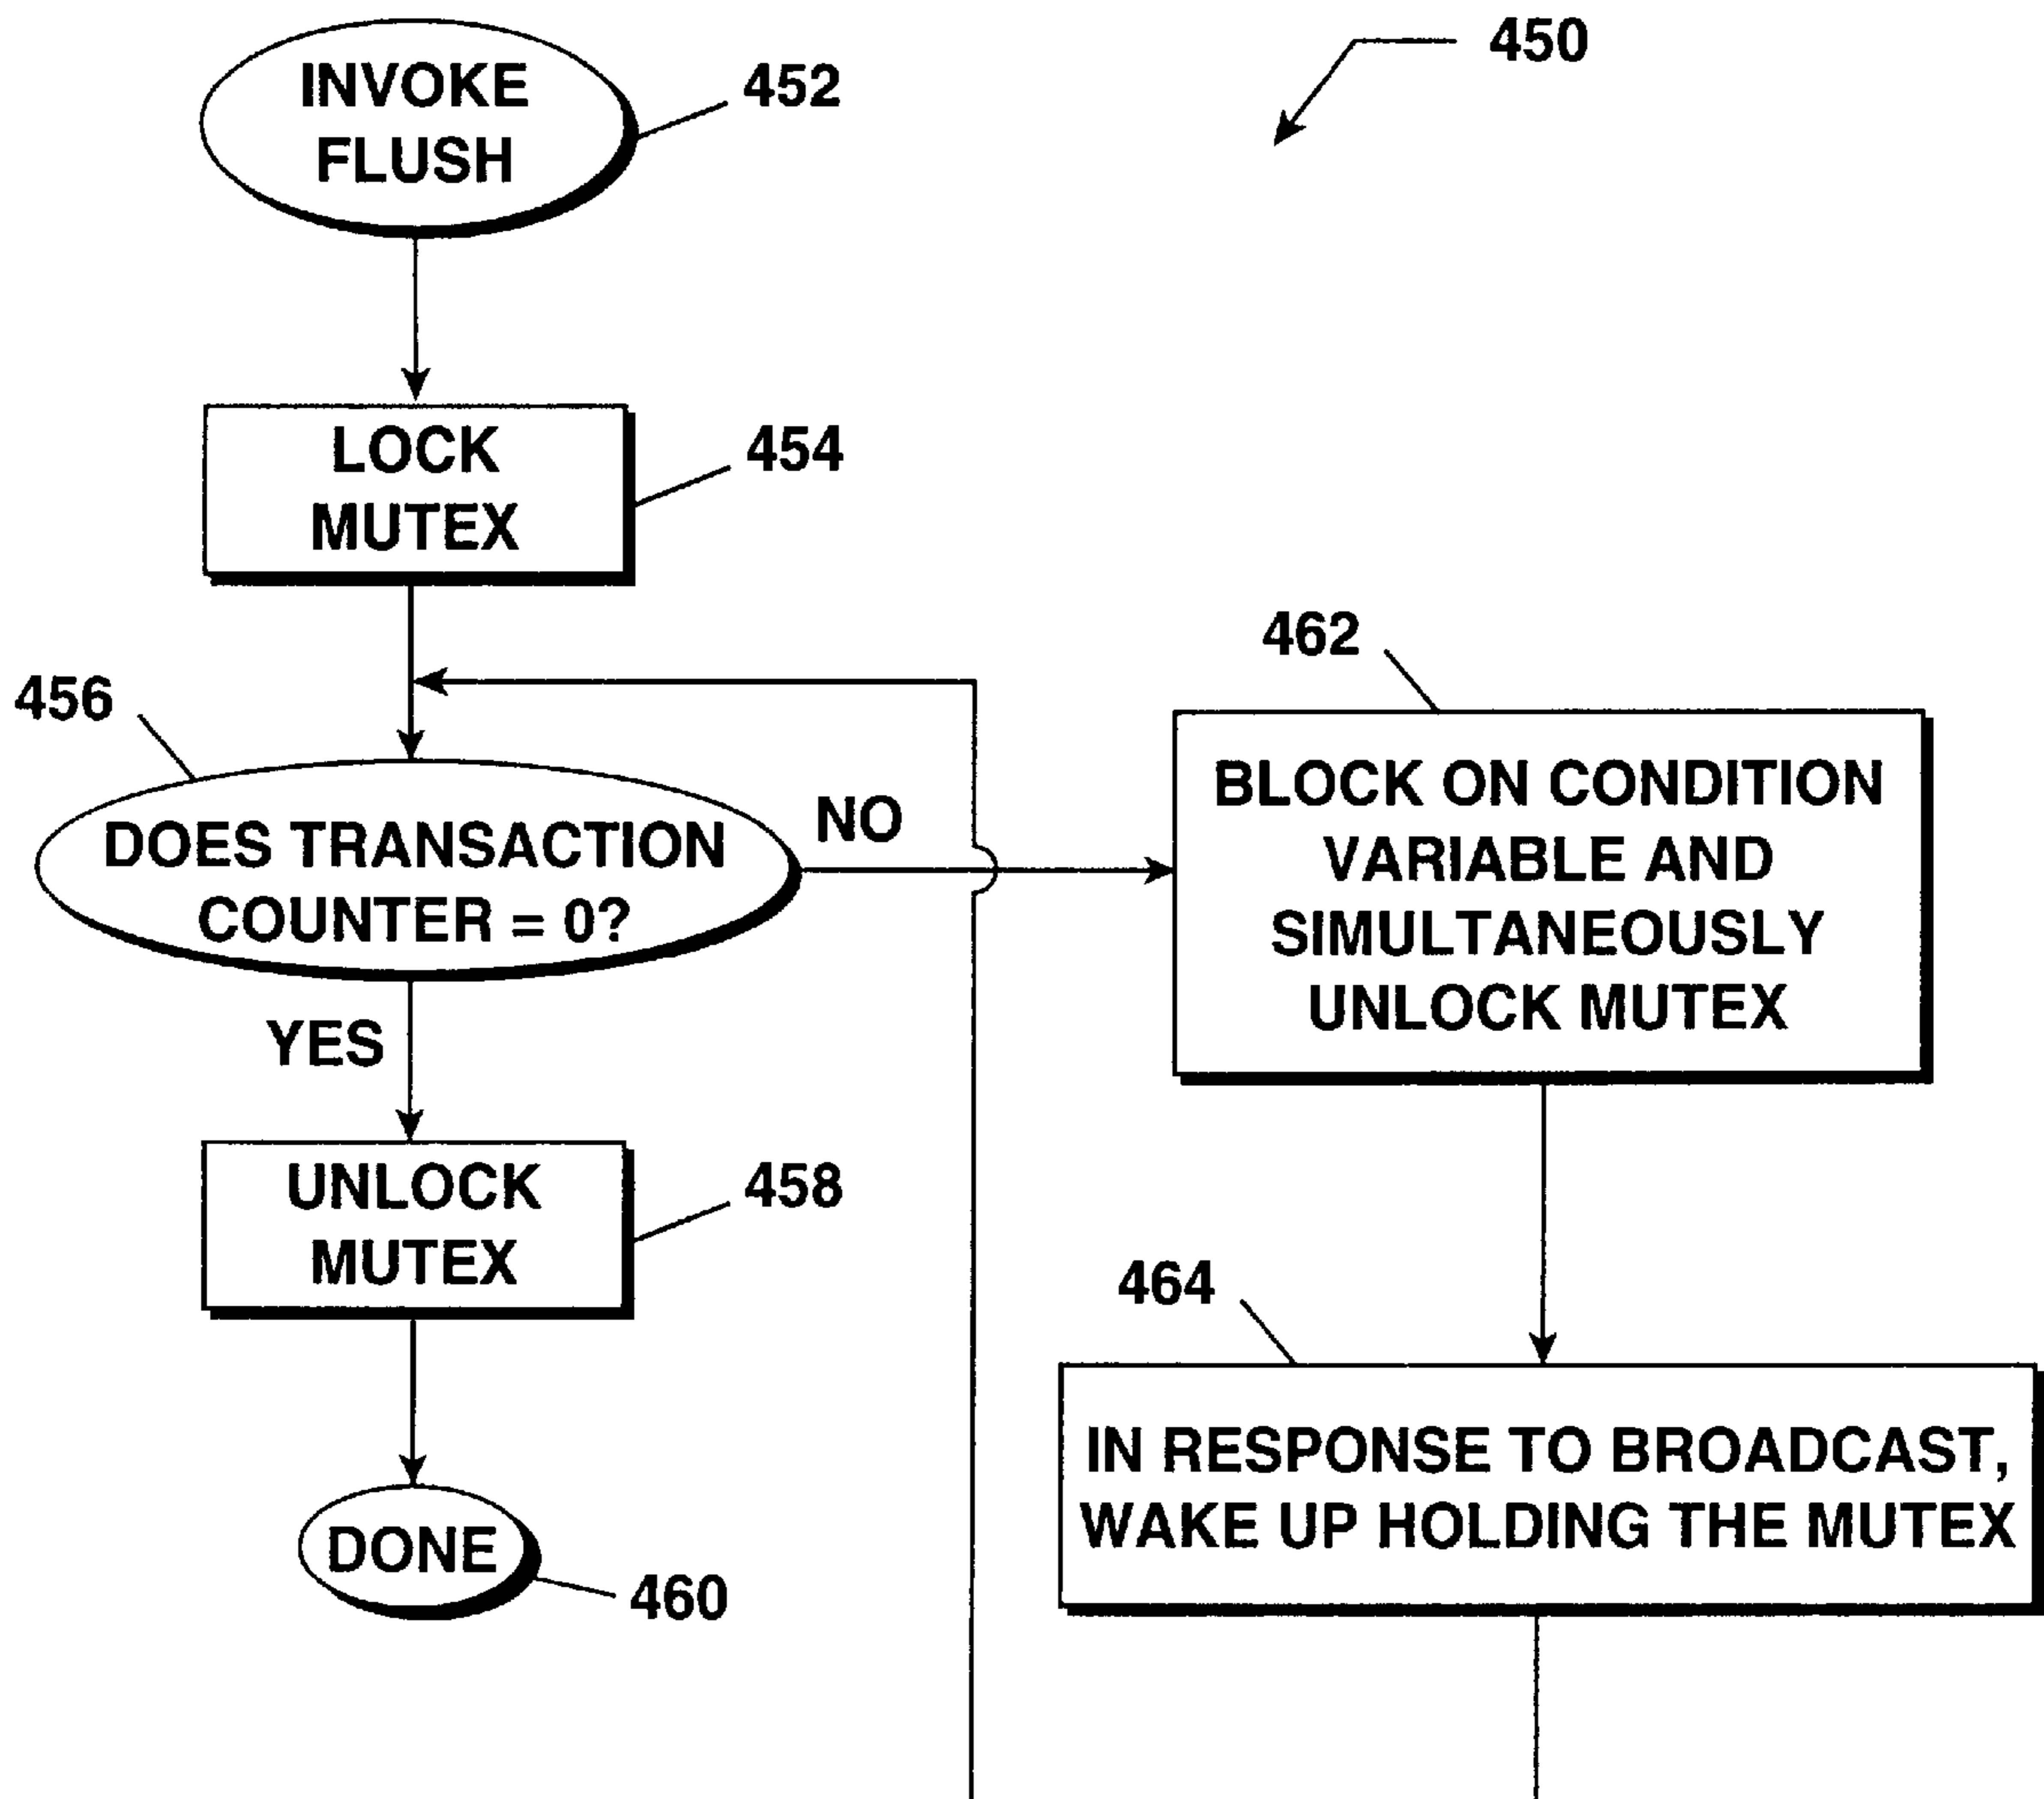 450
INVOKE
FLUSH
452
LOCK
MUTEX
454
456
DOES TRANSACTION
COUNTER = 0?
NO
YES
UNLOCK
MUTEX
458
DONE
460
462
BLOCK ON CONDITION
VARIABLE AND
SIMULTANEOUSLY
UNLOCK MUTEX
464
IN RESPONSE TO BROADCAST,
WAKE UP HOLDING THE MUTEX